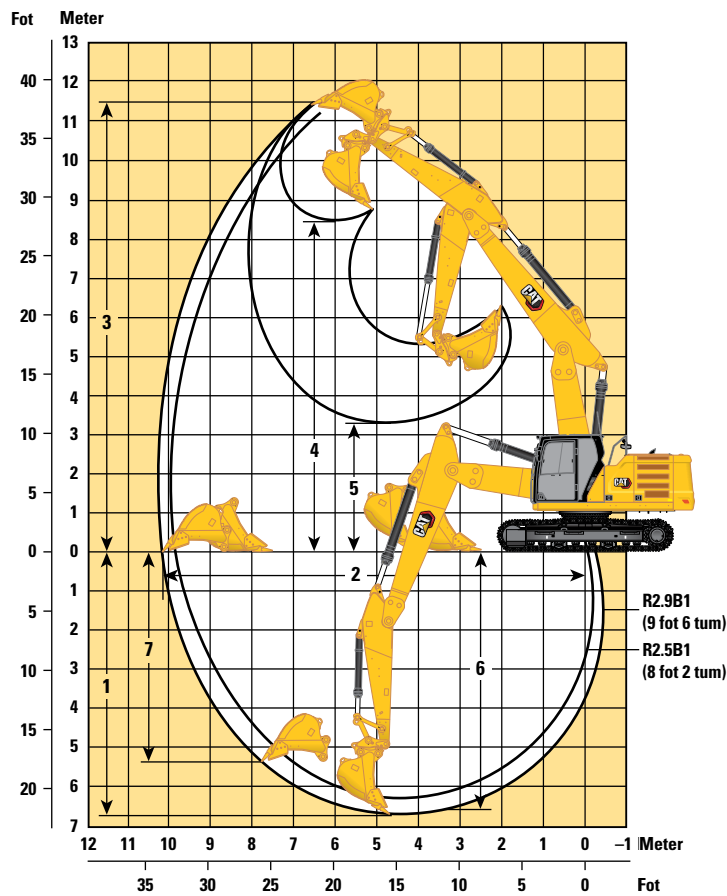 Fot Meter
13
40 12
35 11
10
30 9
25 8
7
20 6
5
15 4
10 3
2
5 1
0 0
1
5 2
10 3
4
15 5
20 6
7
3
4
5
2
1
7
6
CAT
CAT
CAT
R2.9B1
(9 fot 6 tum)
R2.5B1
(8 fot 2 tum)
12 11 10 9 8 7 6 5 4 3 2 1 0 –1 Meter
35 30 25 20 15 10 5 0 Fot